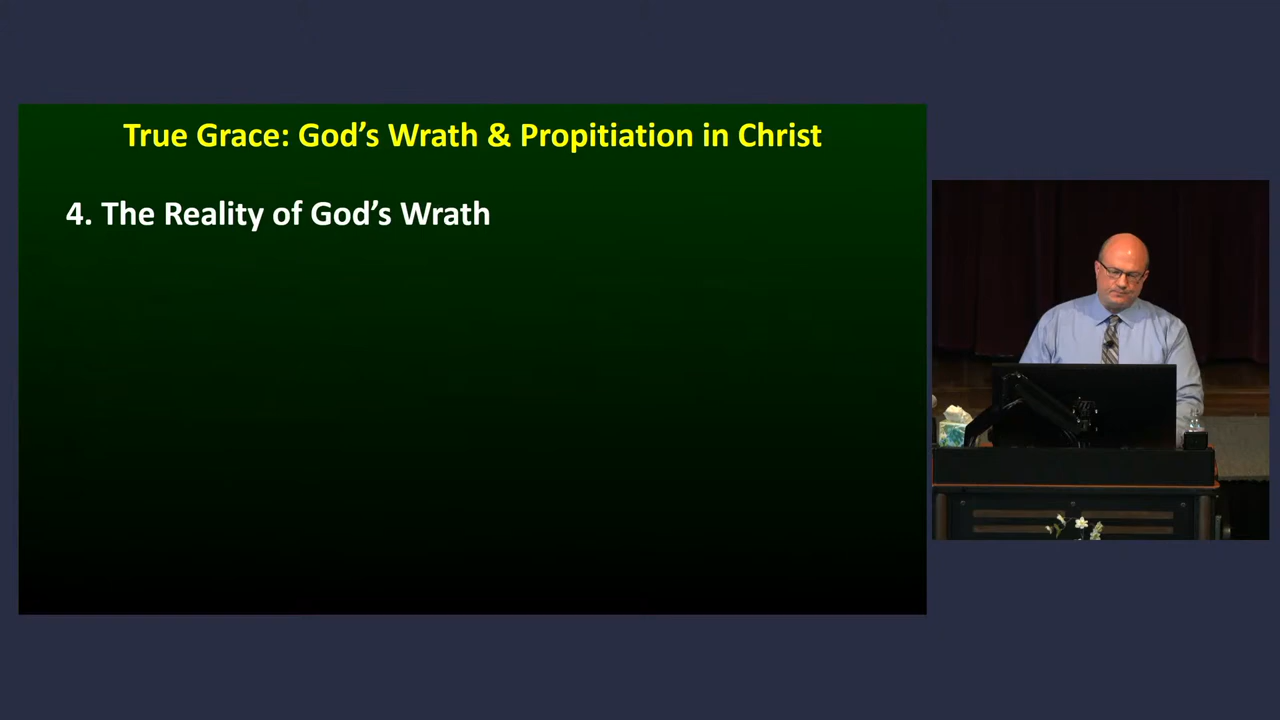 True Grace: God’s Wrath & Propitiation in Christ
4. The Reality of God’s Wrath